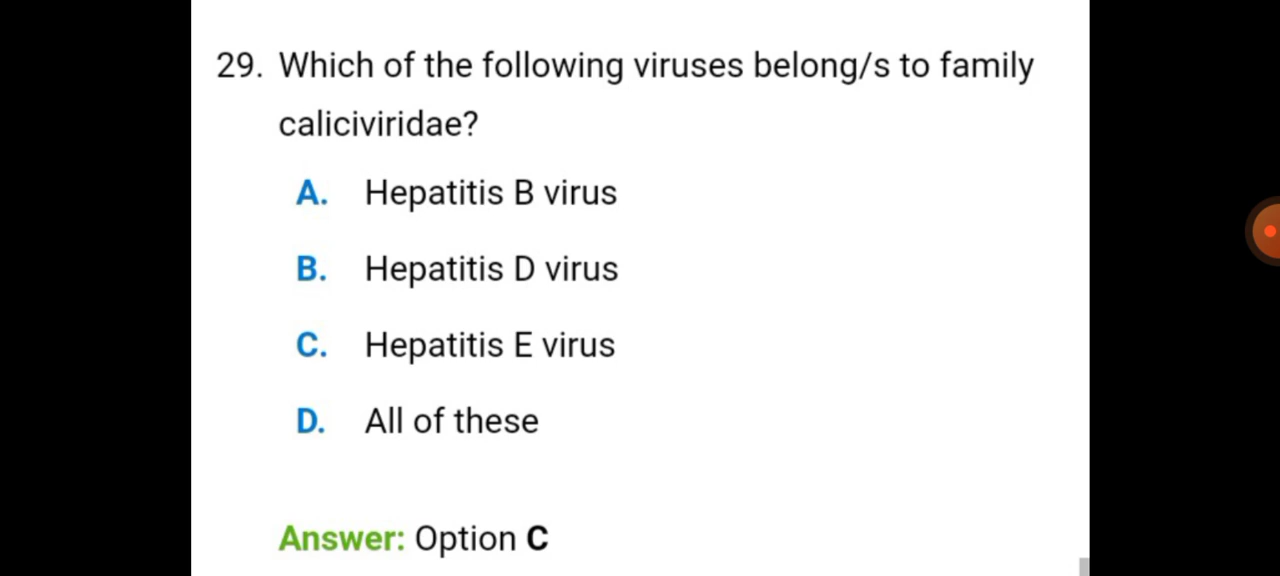 29. Which of the following viruses belong/s to family
caliciviridae?
A. Hepatitis B virus
B. Hepatitis D virus
C. Hepatitis E virus
D. All of these
Answer: Option C